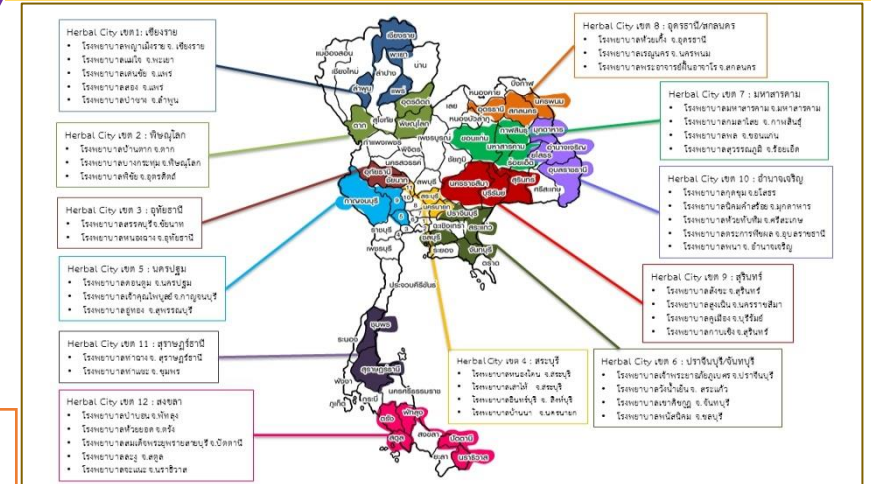 Herbal City เขต1: เชียงราย
• โรงพยาบาลพญาเม็งราย จ. เชียงราย
• โรงพยาบาลแม่ใจ จ.พะเยา
• โรงพยาบาลเด่นชัย จ.แพร่
• โรงพยาบาลสอง จ.แพร่
• โรงพยาบาลป่าซาง จ.ลำพูน
Herbal City เขต 2 : พิษณุโลก
• โรงพยาบาลบ้านตาก จ.ตาก
• โรงพยาบาลบางกระทุ่ม จ.พิษณุโลก
• โรงพยาบาลพิชัย จ.อุตรดิตถ์
Herbal City เขต 3 : อุทัยธานี
• โรงพยาบาลสรรคบุรี จ.ชัยนาท
• โรงพยาบาลหนองฉาง จ.อุทัยธานี
Herbal City เขต 5 : นครปฐม
• โรงพยาบาลดอนตูม จ.นครปฐม
• โรงพยาบาลเจ้าคุณไพบูลย์ จ.กาญจนบุรี
• โรงพยาบาลอู่ทอง จ.สุพรรณบุรี
Herbal City เขต 11 : สุราษฎร์ธานี
• โรงพยาบาลท่าฉาง จ. สุราษฎร์ธานี
• โรงพยาบาลท่าแซะ จ. ชุมพร
Herbal City เขต 12 : สงขลา
• โรงพยาบาลป่าบอน จ.พัทลุง
• โรงพยาบาลห้วยยอด จ.ตรัง
• โรงพยาบาลสมเด็จพระยุพราชสายบุรี จ.ปัตตานี
• โรงพยาบาลละงู จ.สตูล
• โรงพยาบาลจะแนะ จ.นราธิวาส
เชียงราย
แม่ฮ่องสอน
พะเยา
น่าน
เชียงใหม่
ลำปาง
ลำพูน
แพร่
อุตรดิตถ์
สุโขทัย
ตาก
พิษณุโลก
กำแพงเพชร
พิจิตร
เพชรบูรณ์
นครสวรรค์
อุทัยธานี
ชัยนาท
ลพบุรี
สระบุรี
นครนายก
กาญจนบุรี
ราชบุรี
เพชรบุรี
ปราจีนบุรี
ฉะเชิงเทรา
สระแก้ว
ชลบุรี
ระยอง
จันทบุรี
ตราด
ประจวบคีรีขันธ์
เลย
หนองคาย
บึงกาฬ
อุดรธานี
สกลนคร
นครพนม
หนองบัวลำภู
ขอนแก่น
กาฬสินธุ์
มุกดาหาร
มหาสารคาม
ชัยภูมิ
ร้อยเอ็ด
ยโสธร
อำนาจเจริญ
อุบลราชธานี
นครราชสีมา
บุรีรัมย์
สุรินทร์
ศรีสะเกษ
ชุมพร
ระนอง
สุราษฎร์ธานี
พังงา
นครศรีธรรมราช
กระบี่
ภูเก็ต
ตรัง
พัทลุง
สตูล
สงขลา
ปัตตานี
ยะลา
นราธิวาส
Herbal City เขต 8 : อุดรธานี/สกลนคร
• โรงพยาบาลห้วยเกิ้ง จ.อุดรธานี
• โรงพยาบาลเรณูนคร จ. นครพนม
• โรงพยาบาลพระอาจารย์ฝั้นอาจาโร จ.สกลนคร
Herbal City เขต 7 : มหาสารคาม
• โรงพยาบาลมหาสารคาม จ.มหาสารคาม
• โรงพยาบาลกมลาไสย จ. กาฬสินธุ์
• โรงพยาบาลพล จ. ขอนแก่น
• โรงพยาบาลสุวรรณภูมิ จ. ร้อยเอ็ด
Herbal City เขต 10 : อำนาจเจริญ
• โรงพยาบาลกุดชุม จ.ยโสธร
• โรงพยาบาลนิคมคำสร้อย จ.มุกดาหาร
• โรงพยาบาลห้วยทับทัน จ.ศรีสะเกษ
• โรงพยาบาลตระการพืชผล จ.อุบลราชธานี
• โรงพยาบาลพนา จ. อำนาจเจริญ
Herbal City เขต 9 : สุรินทร์
• โรงพยาบาลสังขะ จ.สุรินทร์
• โรงพยาบาลสูงเนิน จ.นครราชสีมา
• โรงพยาบาลคูเมือง จ.บุรีรัมย์
• โรงพยาบาลกาบเชิง จ.สุรินทร์
Herbal City เขต 4 : สระบุรี
• โรงพยาบาลหนองโดน จ.สระบุรี
• โรงพยาบาลเสาไห้ จ.สระบุรี
• โรงพยาบาลอินทร์บุรี จ. สิงห์บุรี
• โรงพยาบาลบ้านนา จ. นครนายก
Herbal City เขต 6 : ปราจีนบุรี/จันทบุรี
• โรงพยาบาลเจ้าพระยาอภัยภูเบศร จ.ปราจีนบุรี
• โรงพยาบาลวังน้ำเย็น จ. สระแก้ว
• โรงพยาบาลเขาคิชฌกูฏ จ. จันทบุรี
• โรงพยาบาลพนัสนิคม จ. ชลบุรี